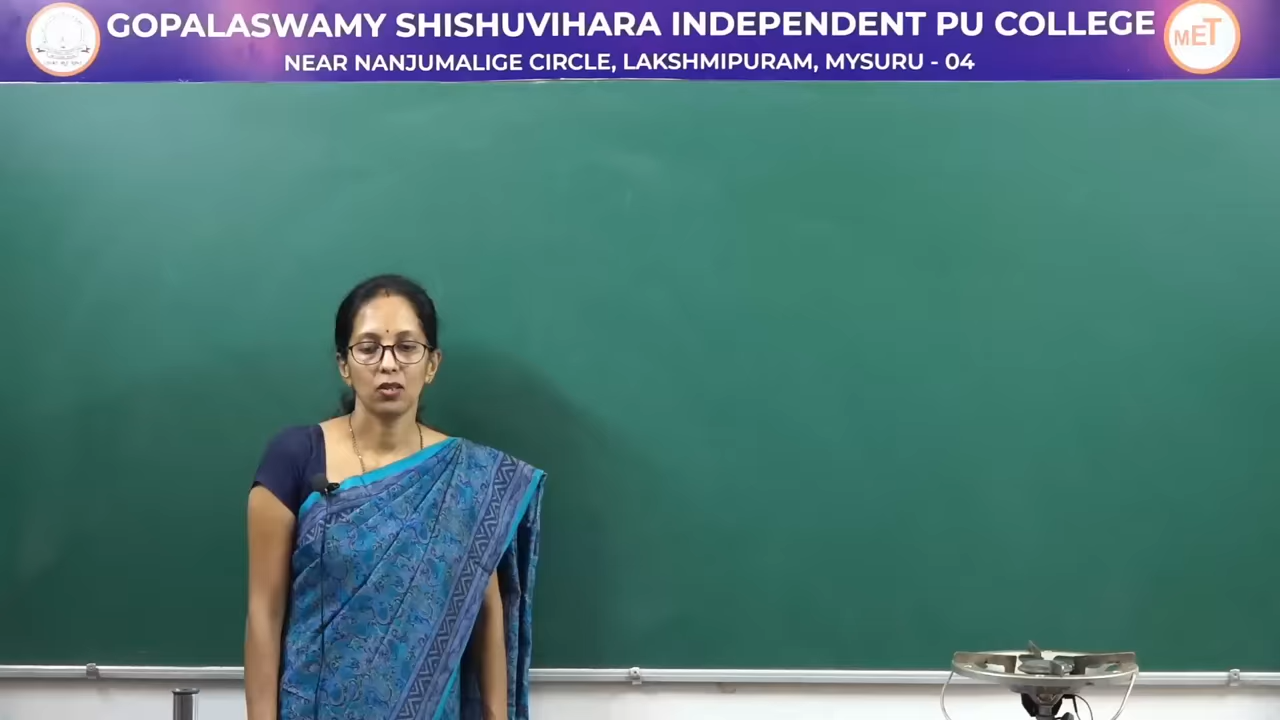 GOPALASWAMY SHISHUVIHARA INDEPENDENT PU COLLEGE
NEAR NANJUMALIGE CIRCLE, LAKSHMIPURAM, MYSURU - 04
MET